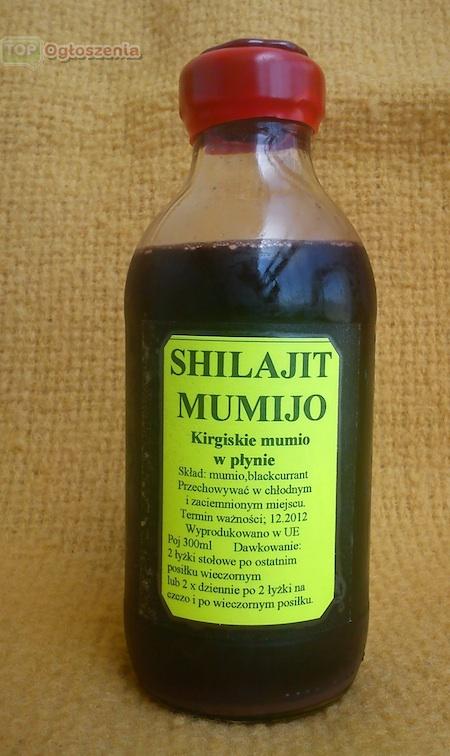 TOP Ogłoszenia
SHILAJIT
MUMIJO
Kirgiskie mumio
w płynie
Skład: mumio,blackcurrant
Przechowywać w chłodnym
i zaciemnionym miejscu.
Termin ważności; 12.2012
Wyprodukowano w UE
Poj 300ml Dawkowanie:
2 łyżki stołowe po ostatnim
posiłku wieczornym
lub 2 x dziennie po 2 łyżki na
czczo i po wieczornym posiłku.